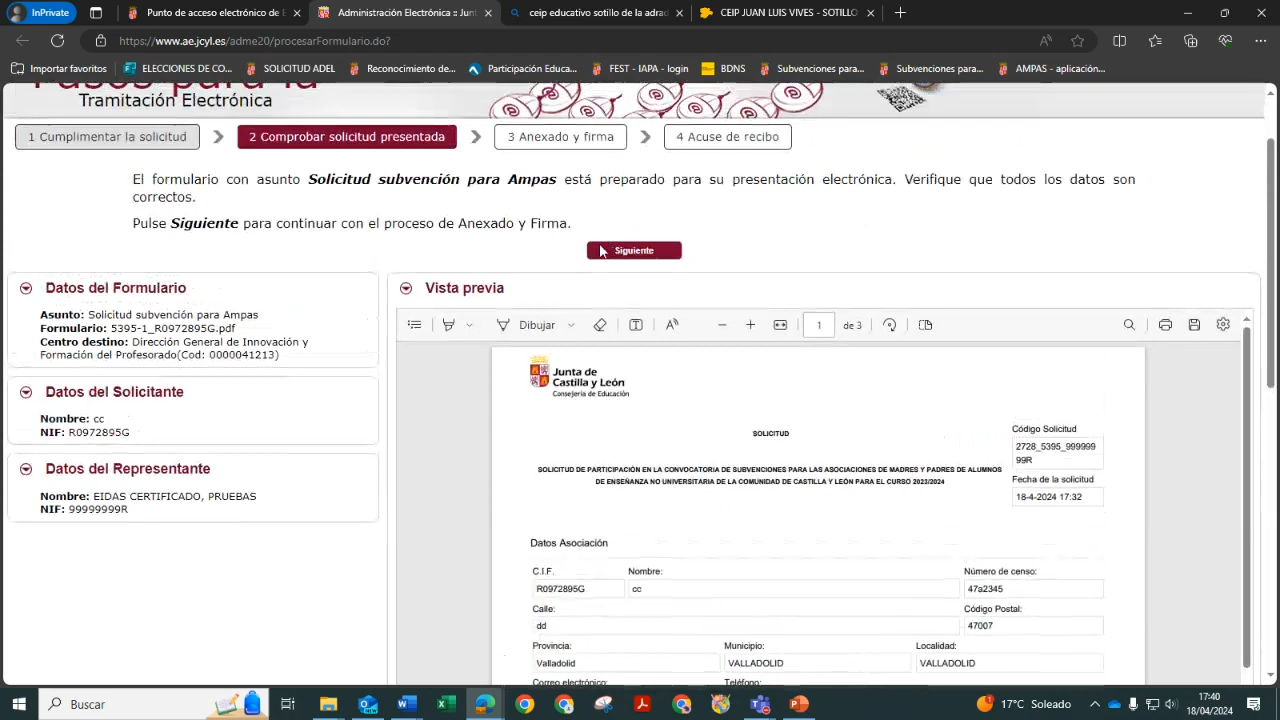 InPrivate
Punto de acceso electrónico de E
Administración Electrónica :: Junt
ceip educativo sotillo de la adrad
CEIP JUAN LUIS VIVES - SOTILLO
https://www.ae.jcyl.es/adme20/procesarFormulario.do?
Importar favoritos
ELECCIONES DE CO...
SOLICITUD ADEL
Reconocimiento de...
Participación Educa...
FEST - IAPA - login
BDNS
Subvenciones para...
Subvenciones para...
AMPAS - aplicación...
Pasos para la
Tramitación Electrónica
1 Cumplimentar la solicitud
2 Comprobar solicitud presentada
3 Anexado y firma
4 Acuse de recibo
El formulario con asunto Solicitud subvención para Ampas está preparado para su presentación electrónica. Verifique que todos los datos son
correctos.
Pulse Siguiente para continuar con el proceso de Anexado y Firma.
Siguiente
Datos del Formulario
Asunto: Solicitud subvención para Ampas
Formulario: 5395-1_R0972895G.pdf
Centro destino: Dirección General de Innovación y
Formación del Profesorado(Cod: 0000041213)
Datos del Solicitante
Nombre: cc
NIF: R0972895G
Datos del Representante
Nombre: EIDAS CERTIFICADO, PRUEBAS
NIF: 99999999R
Vista previa
Dibujar
1
de 3
Junta de
Castilla y León
Consejería de Educación
SOLICITUD
Código Solicitud
2728_5395_999999
99R
SOLICITUD DE PARTICIPACIÓN EN LA CONVOCATORIA DE SUBVENCIONES PARA LAS ASOCIACIONES DE MADRES Y PADRES DE ALUMNOS
DE ENSEÑANZA NO UNIVERSITARIA DE LA COMUNIDAD DE CASTILLA Y LEÓN PARA EL CURSO 2023/2024
Fecha de la solicitud
18-4-2024 17:32
Datos Asociación
C.I.F.
Nombre:
Número de censo:
R0972895G
cc
47a2345
Calle:
Código Postal:
dd
47007
Provincia:
Municipio:
Localidad:
Valladolid
VALLADOLID
VALLADOLID
Correo electrónico:
Teléfono:
Buscar
17°C Soleado
17:40
18/04/2024